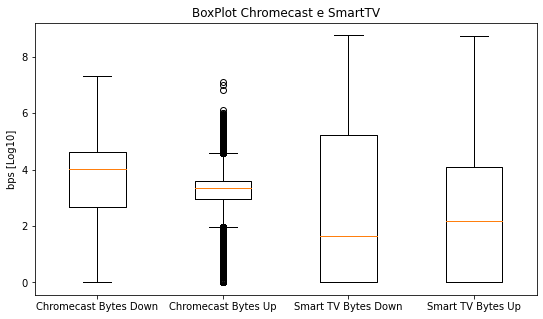 BoxPlot Chromecast e SmartTV
bps [Log10]
8
6
4
2
0
Chromecast Bytes Down
Chromecast Bytes Up
Smart TV Bytes Down
Smart TV Bytes Up